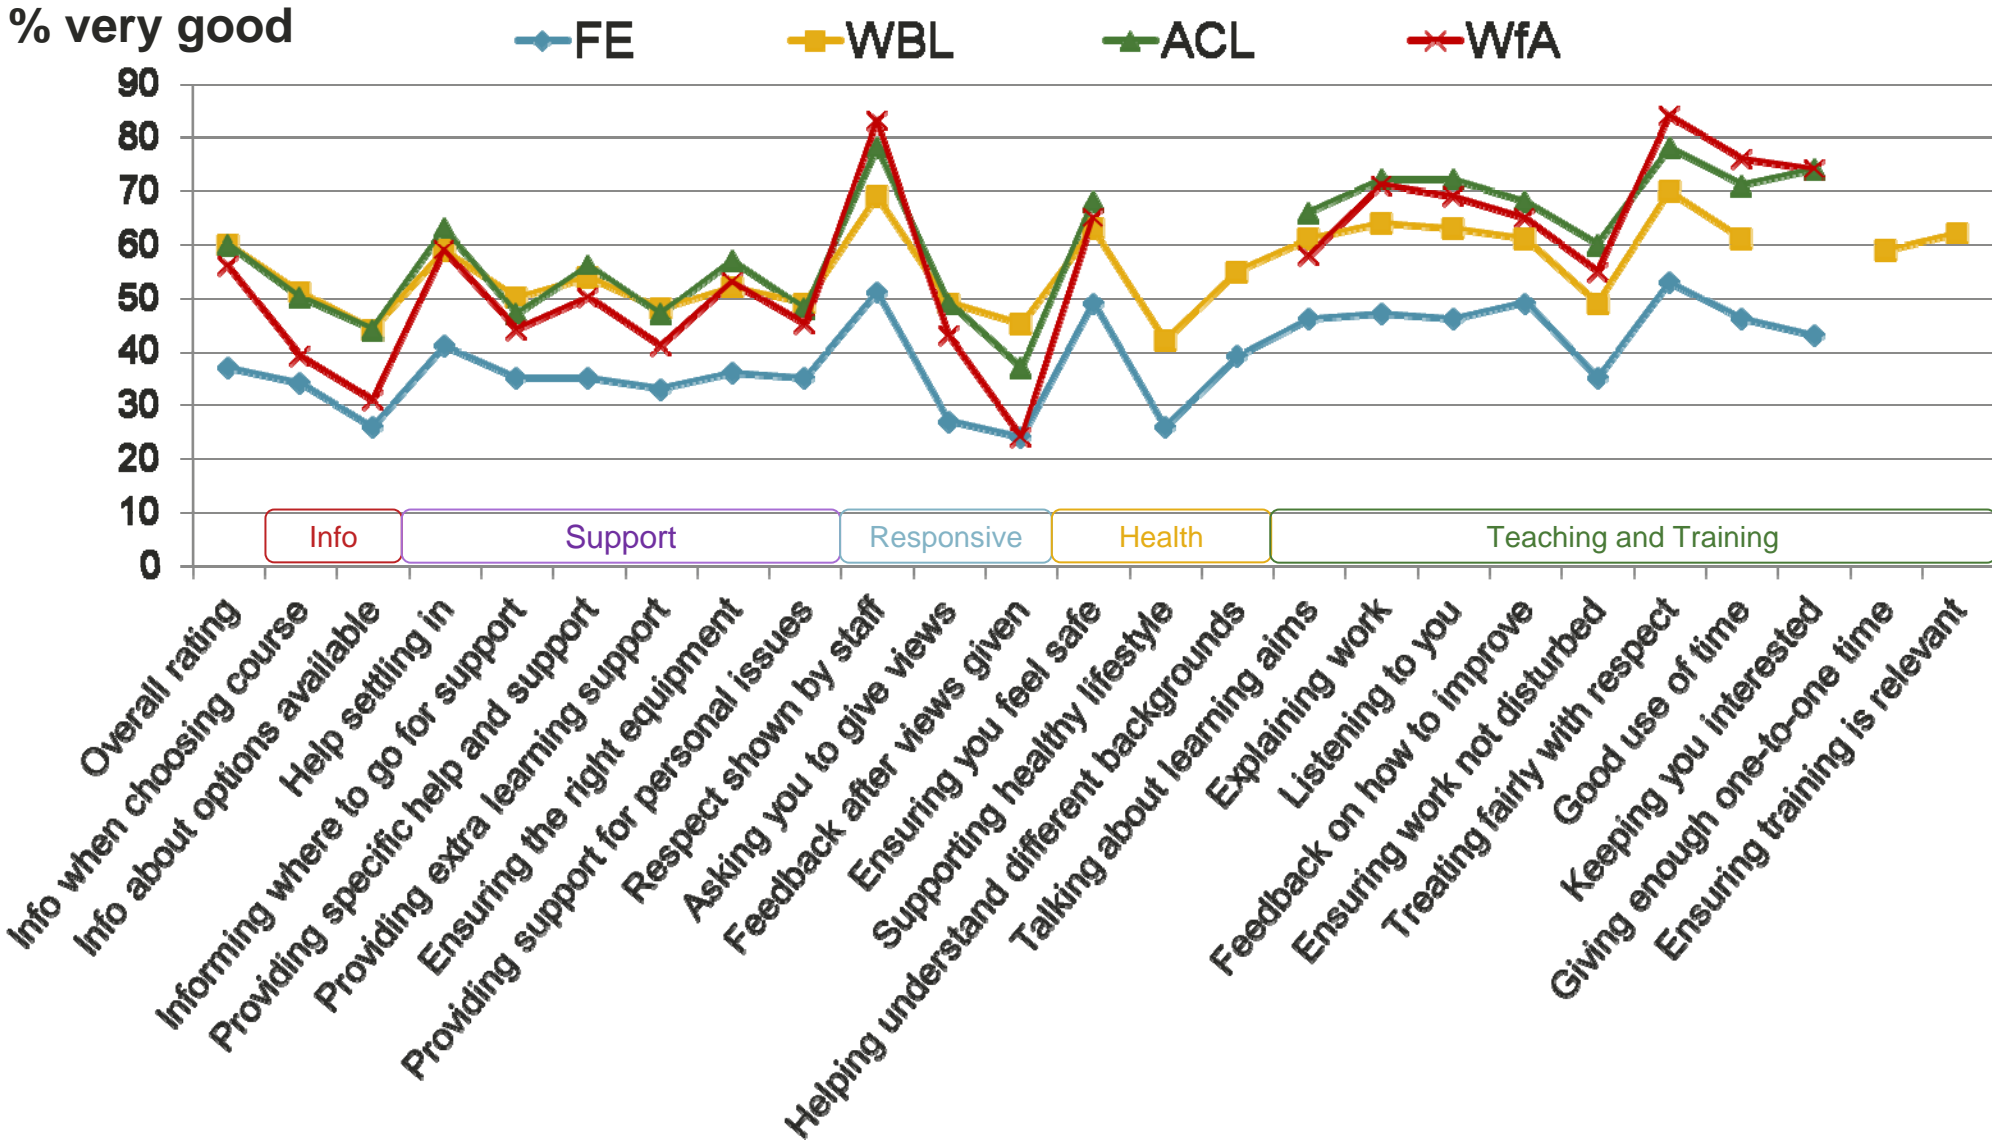 % very good
FE
WBL
ACL
WfA
90
80
70
60
50
40
30
20
10
0
Info
Support
Responsive
Health
Teaching and Training
Overall rating
Info when choosing course
Info about options available
Help settling in
Informing where to go for support
Providing specific help and support
Providing extra learning support
Ensuring the right equipment
Providing support for personal issues
Respect shown by staff
Asking you to give views
Feedback after views given
Ensuring you feel safe
Supporting healthy lifestyle
Helping understand different backgrounds
Talking about learning aims
Explaining work
Listening to you
Feedback on how to improve
Ensuring work not disturbed
Treating fairly with respect
Good use of time
Keeping you interested
Giving enough one-to-one time
Ensuring training is relevant